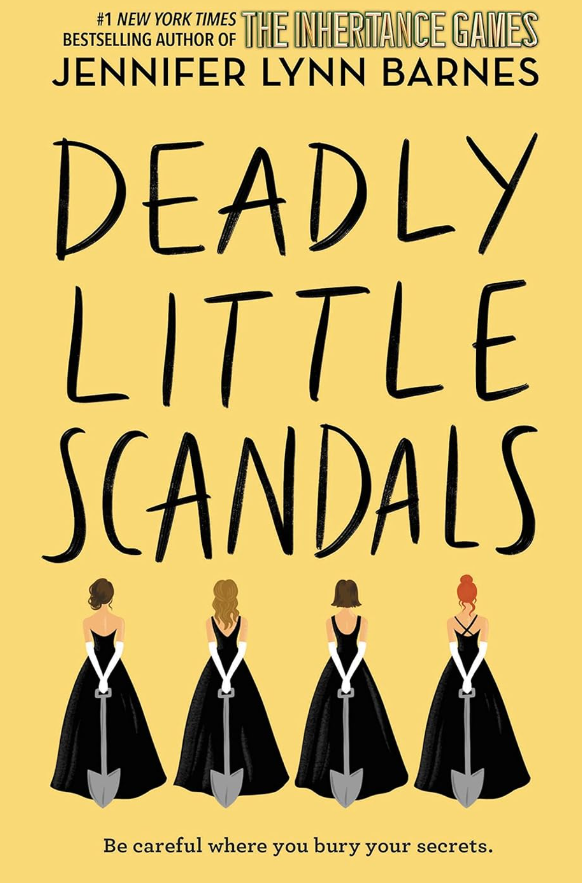 #1 NEW YORK TIMES
BESTSELLING AUTHOR OF THE INHERTANCE GAMES
JENNIFER LYNN BARNES
DEADLY
LITTLE
SCANDALS
Be careful where you bury your secrets.